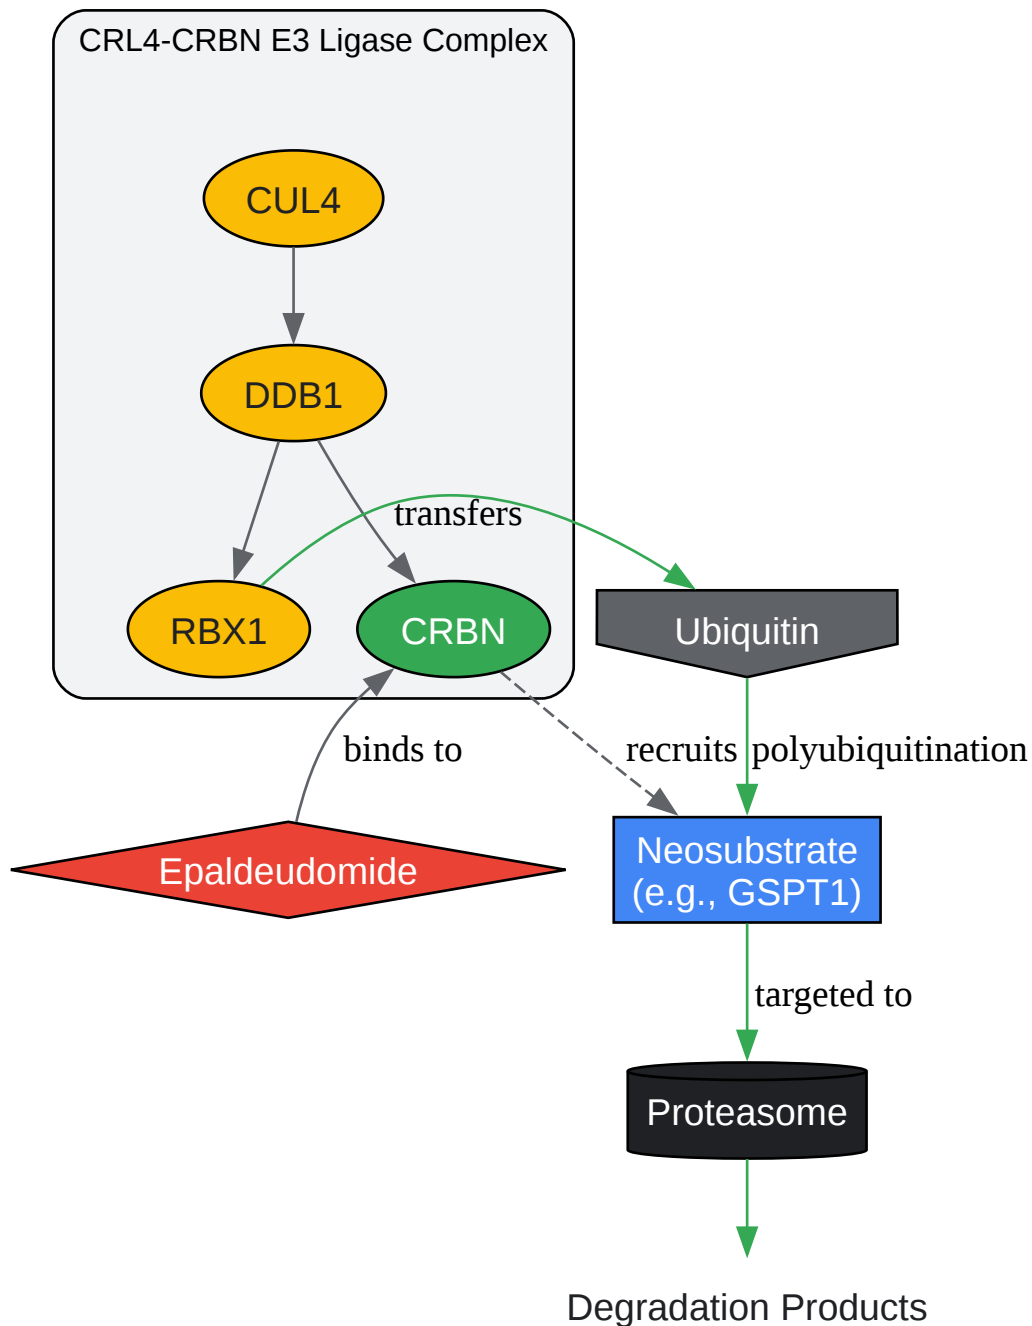 CRL4-CRBN E3 Ligase Complex
CUL4
DDB1
transfers
RBX1
CRBN
Ubiquitin
binds to
recruits
polyubiquitination
Epaldeudomide
Neosubstrate
(e.g., GSPT1)
targeted to
Proteasome
Degradation Products